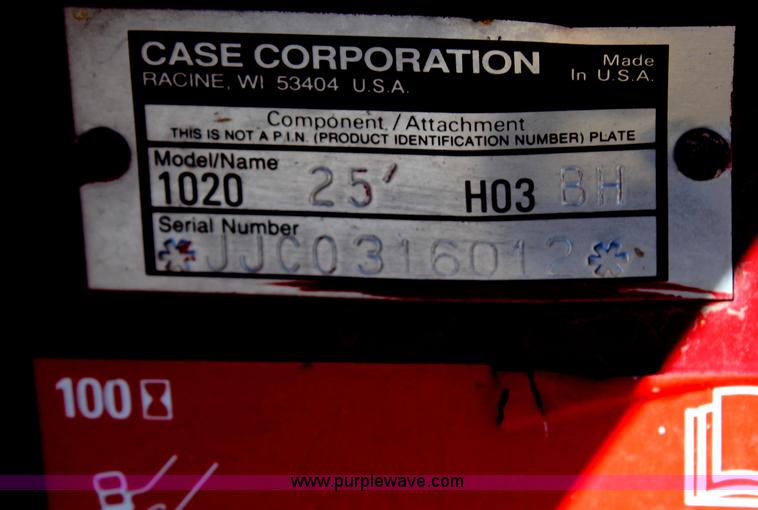 CASE CORPORATION
RACINE, WI 53404 U.S.A.
Made
In U.S.A.
Component / Attachment
THIS IS NOT A P.I.N. (PRODUCT IDENTIFICATION NUMBER) PLATE
Model/Name
1020 25' H03 BH
Serial Number
*JJC0316012*
100
www.purplewave.com